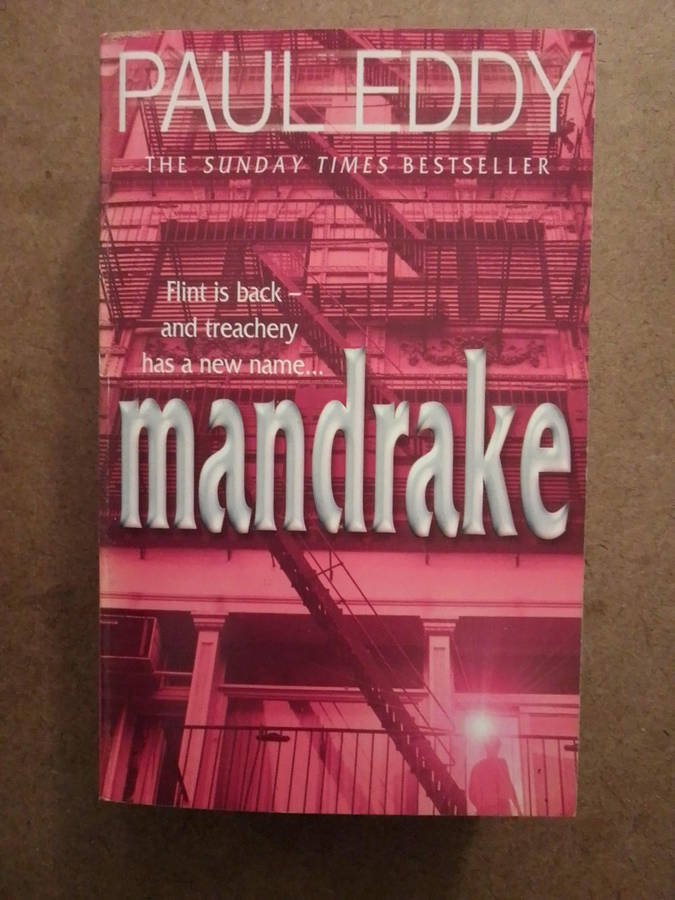 PAUL EDDY
THE SUNDAY TIMES BESTSELLER
Flint is back –
and treachery
has a new name...
mandrake